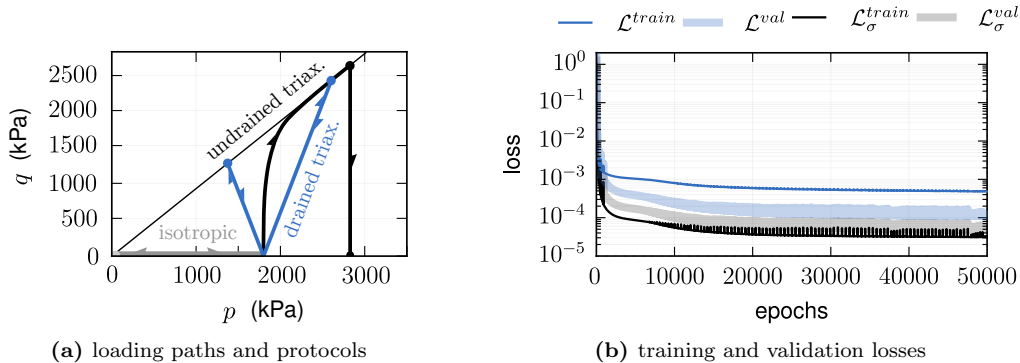 ℒ^train ℒ^val ℒ_σ^train ℒ_σ^val
2500
2000
1500
1000
500
0
q (kPa)
undrained triax.
drained triax.
isotropic
0 1000 2000 3000
p (kPa)
(a) loading paths and protocols
10^0
10^−1
10^−2
10^−3
10^−4
10^−5
loss
0 10000 20000 30000 40000 50000
epochs
(b) training and validation losses